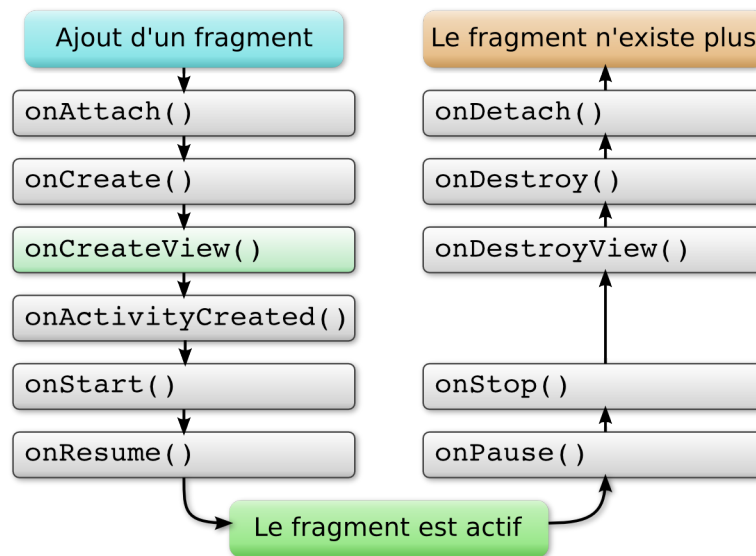 Ajout d'un fragment
onAttach()
onCreate()
onCreateView()
onActivityCreated()
onStart()
onResume()
Le fragment est actif
Le fragment n'existe plus
onDetach()
onDestroy()
onDestroyView()
onStop()
onPause()